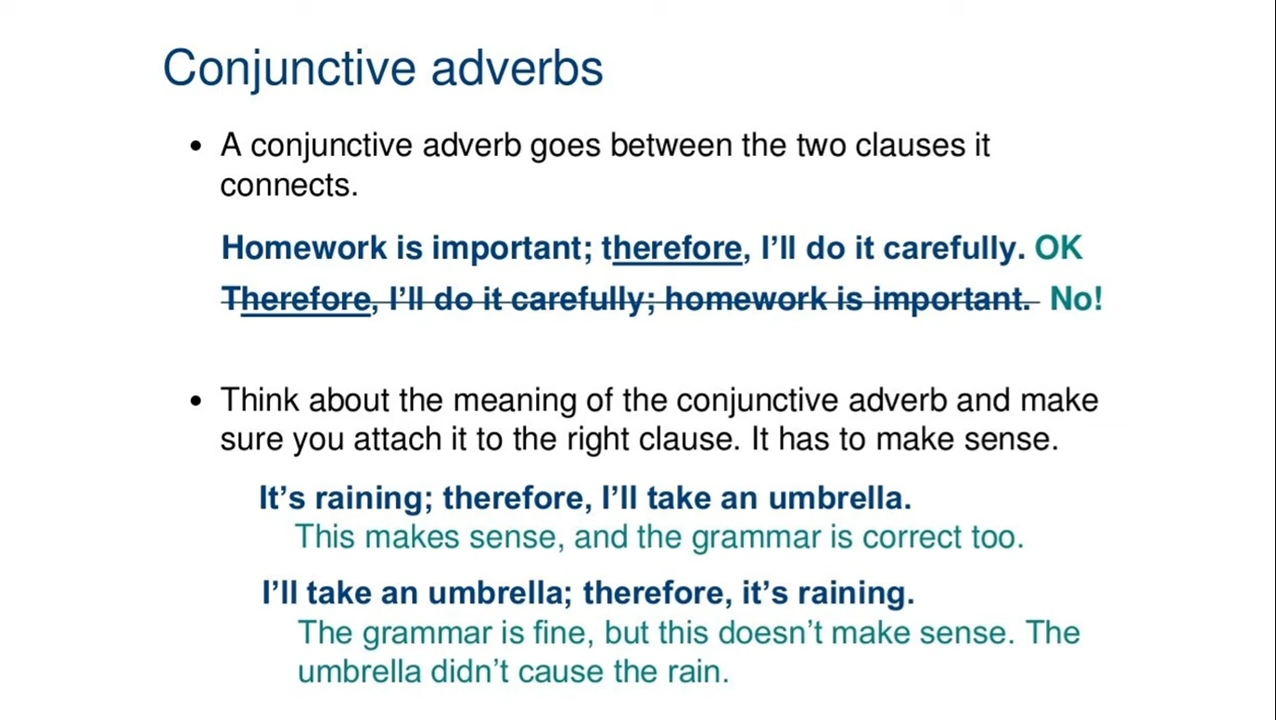 Conjunctive adverbs
• A conjunctive adverb goes between the two clauses it
connects.
Homework is important; therefore, I’ll do it carefully. OK
Therefore, I’ll do it carefully; homework is important. No!
• Think about the meaning of the conjunctive adverb and make
sure you attach it to the right clause. It has to make sense.
It’s raining; therefore, I’ll take an umbrella.
This makes sense, and the grammar is correct too.
I’ll take an umbrella; therefore, it’s raining.
The grammar is fine, but this doesn’t make sense. The
umbrella didn’t cause the rain.